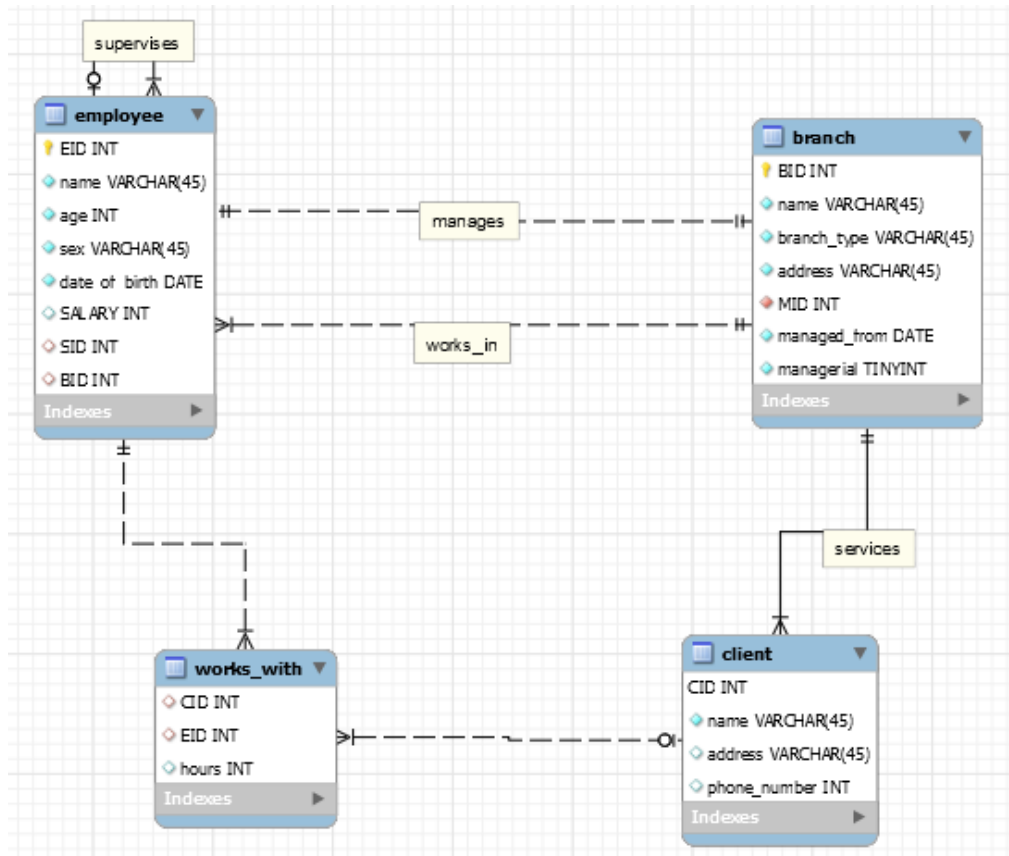 supervises
employee
EID INT
name VARCHAR(45)
age INT
sex VARCHAR(45)
date of birth DATE
SALARY INT
SID INT
BID INT
Indexes
manages
works_in
branch
BID INT
name VARCHAR(45)
branch_type VARCHAR(45)
address VARCHAR(45)
MID INT
managed_from DATE
managerial TINYINT
Indexes
services
works_with
CID INT
EID INT
hours INT
Indexes
client
CID INT
name VARCHAR(45)
address VARCHAR(45)
phone_number INT
Indexes